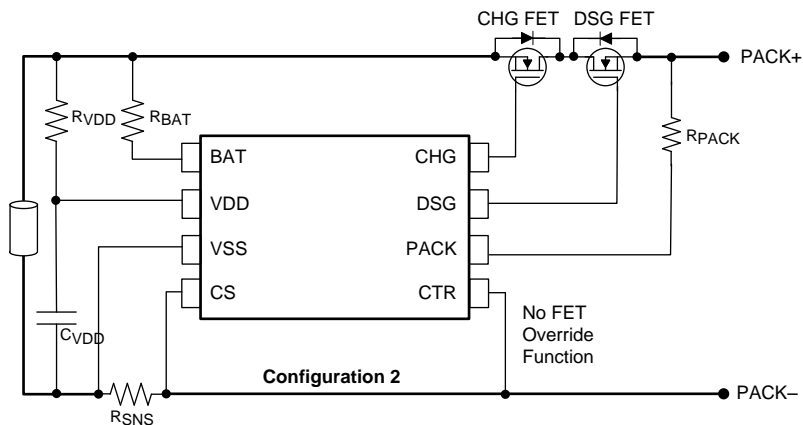 CHG FET DSG FET
PACK+
RVDD
RBAT
RPACK
BAT CHG
VDD DSG
VSS PACK
CS CTR
CVDD
No FET
Override
Function
Configuration 2
RSNS
PACK–